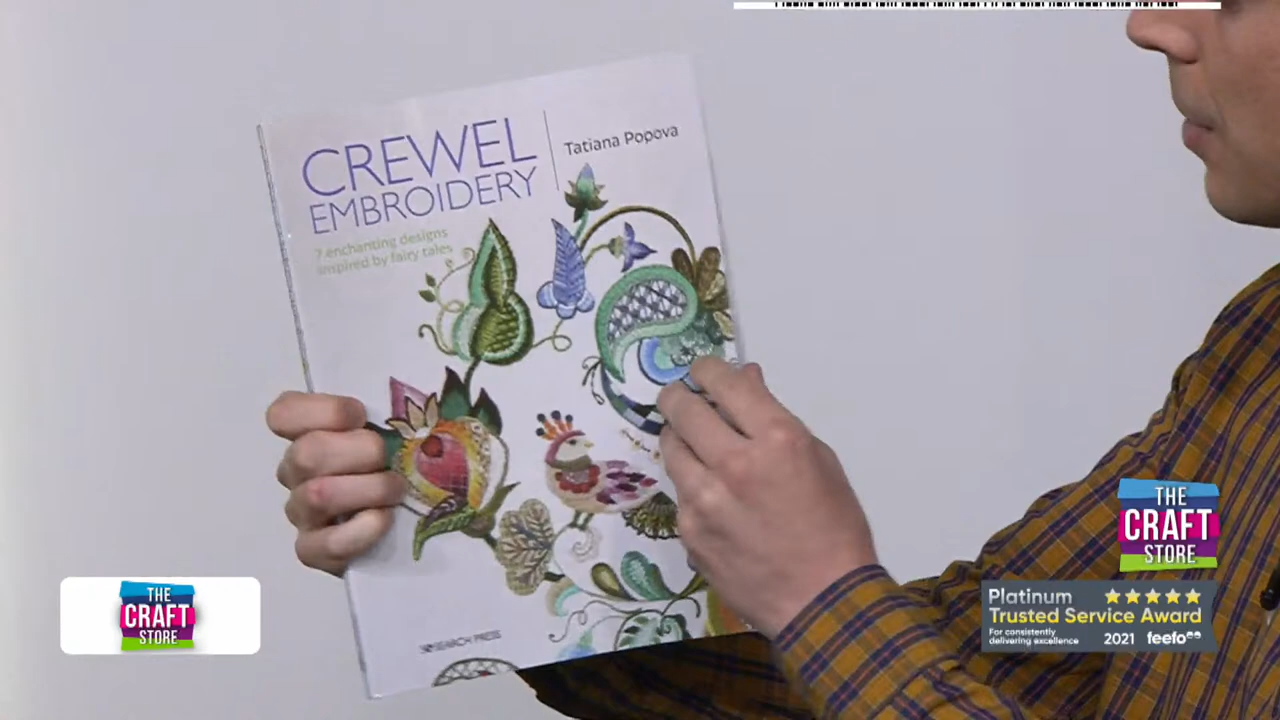 CREWEL
EMBROIDERY
Tatiana Popova
7 enchanting designs
inspired by fairy tales
SEARCH PRESS
THE
CRAFT
STORE
THE
CRAFT
STORE
Platinum
Trusted Service Award
For consistently
delivering excellence
2021 feefo